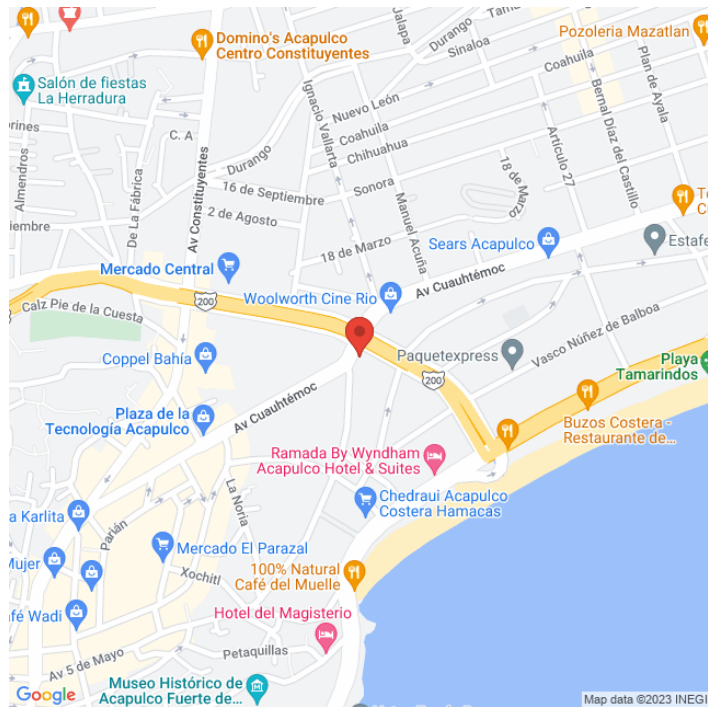 Domino's Acapulco
Centro Constituyentes
Salón de fiestas
La Herradura
Jalapa
Durango
Sinaloa
Tama
Pozoleria Mazatlan
Coahuila
Nuevo León
Coahuila
Chihuahua
Ignacio Vallarta
Plan de Ayala
Bernal Díaz del Castillo
Artículo 27
orines
C. A
Durango
Almendros
De La Fábrica
Av Constituyentes
16 de Septiembre
Sonora
18 de Marzo
Manuel Acuña
2 de Agosto
iembre
18 de Marzo
Sears Acapulco
Estafe
Mercado Central
Woolworth Cine Rio
Av Cuauhtémoc
200
Calz Pie de la Cuesta
Coppel Bahía
Paquetexpress
Vasco Núñez de Balboa
200
Playa
Tamarindos
Plaza de la
Tecnología Acapulco
Av Cuauhtémoc
Buzos Costera -
Restaurante de...
Ramada By Wyndham
Acapulco Hotel & Suites
La Noria
Chedraui Acapulco
Costera Hamacas
a Karlita
Parián
Mercado El Parazal
Mujer
Xochitl
100% Natural
Café del Muelle
afé Wadi
Hotel del Magisterio
Av 5 de Mayo
Petaquillas
Museo Histórico de
Acapulco Fuerte de...
Google
Map data ©2023 INEGI